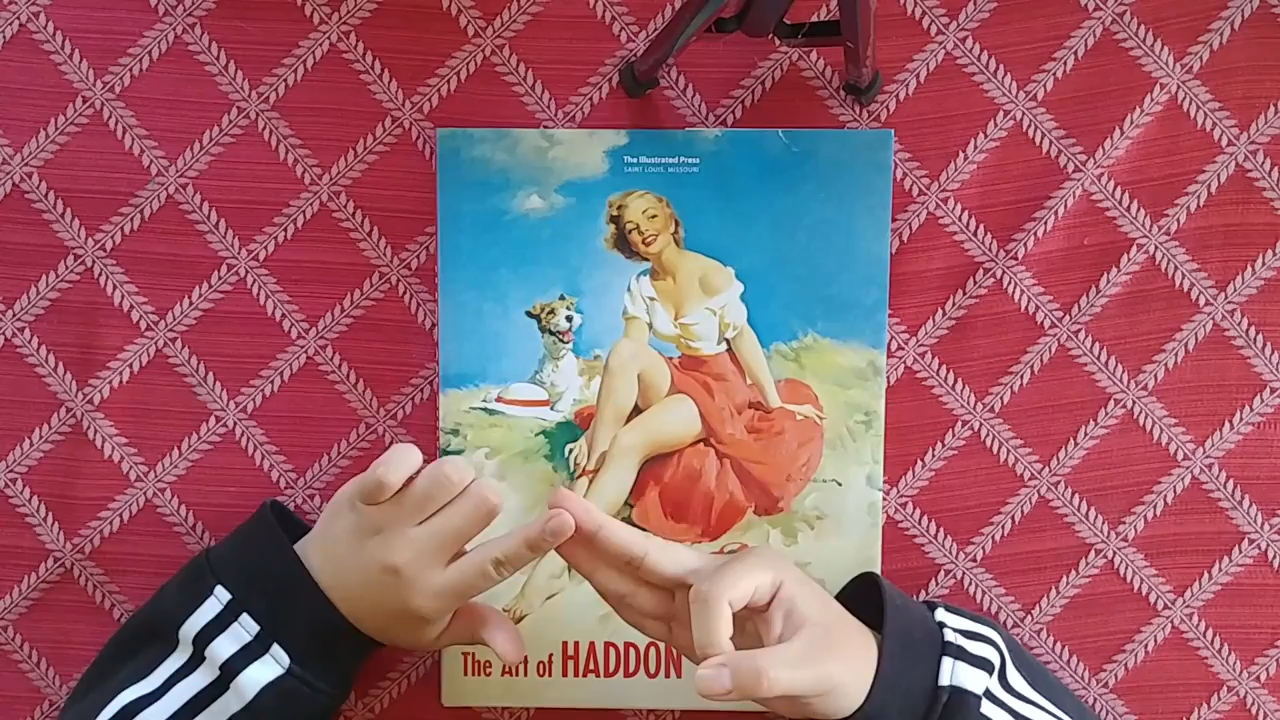 The Illustrated Press
SAINT LOUIS, MISSOURI
The Art of HADDON